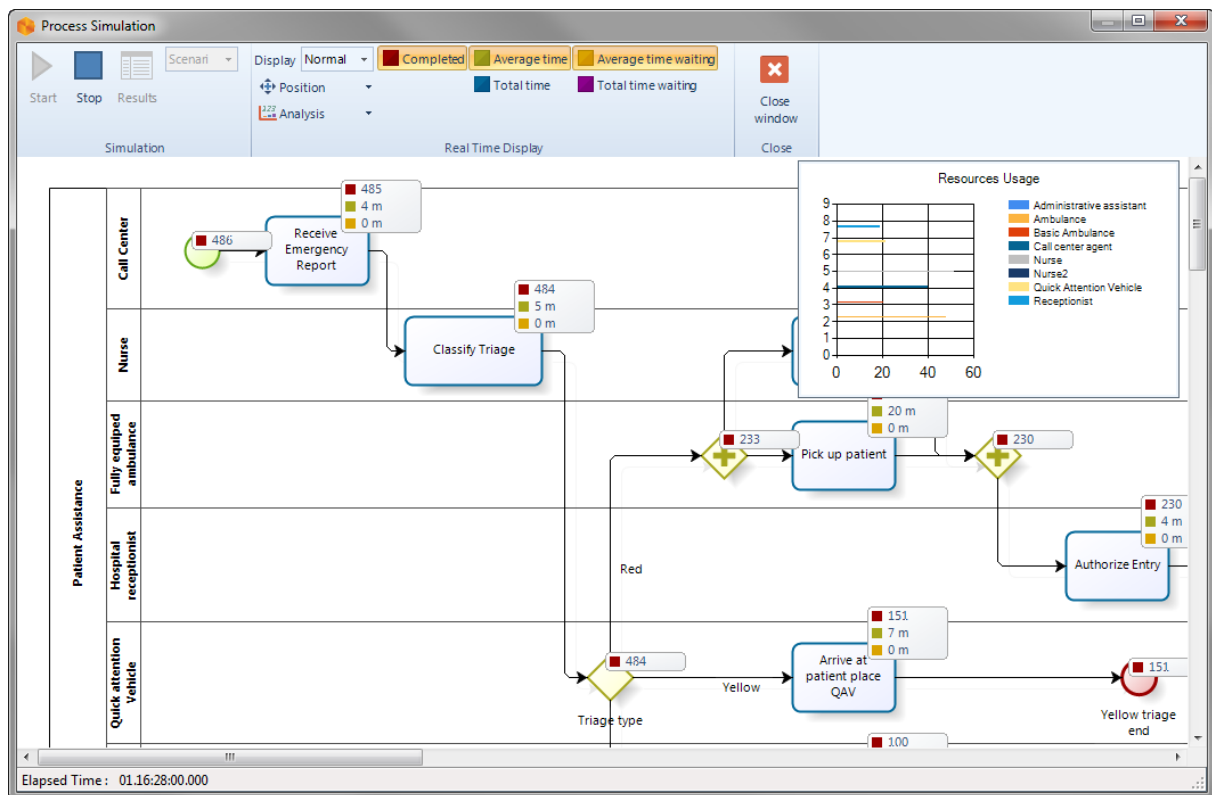 Process Simulation
Start
Stop
Results
Scenari
Simulation
Display Normal
Position
Analysis
Completed
Average time
Average time waiting
Total time
Total time waiting
Real Time Display
Close
window
Close
Patient Assistance
Call Center
486
Receive
Emergency
Report
485
4 m
0 m
Nurse
Classify Triage
484
5 m
0 m
Resources Usage
9
8
7
6
5
4
3
2
1
0
0 20 40 60
Administrative assistant
Ambulance
Basic Ambulance
Call center agent
Nurse
Nurse2
Quick Attention Vehicle
Receptionist
Fully equiped
ambulance
233
Pick up patient
20 m
0 m
230
Hospital
receptionist
Red
Authorize Entry
230
4 m
0 m
Quick attention
Vehicle
484
Triage type
Yellow
Arrive at
patient place
QAV
151
7 m
0 m
151
Yellow triage
end
100
Elapsed Time : 01.16:28:00.000